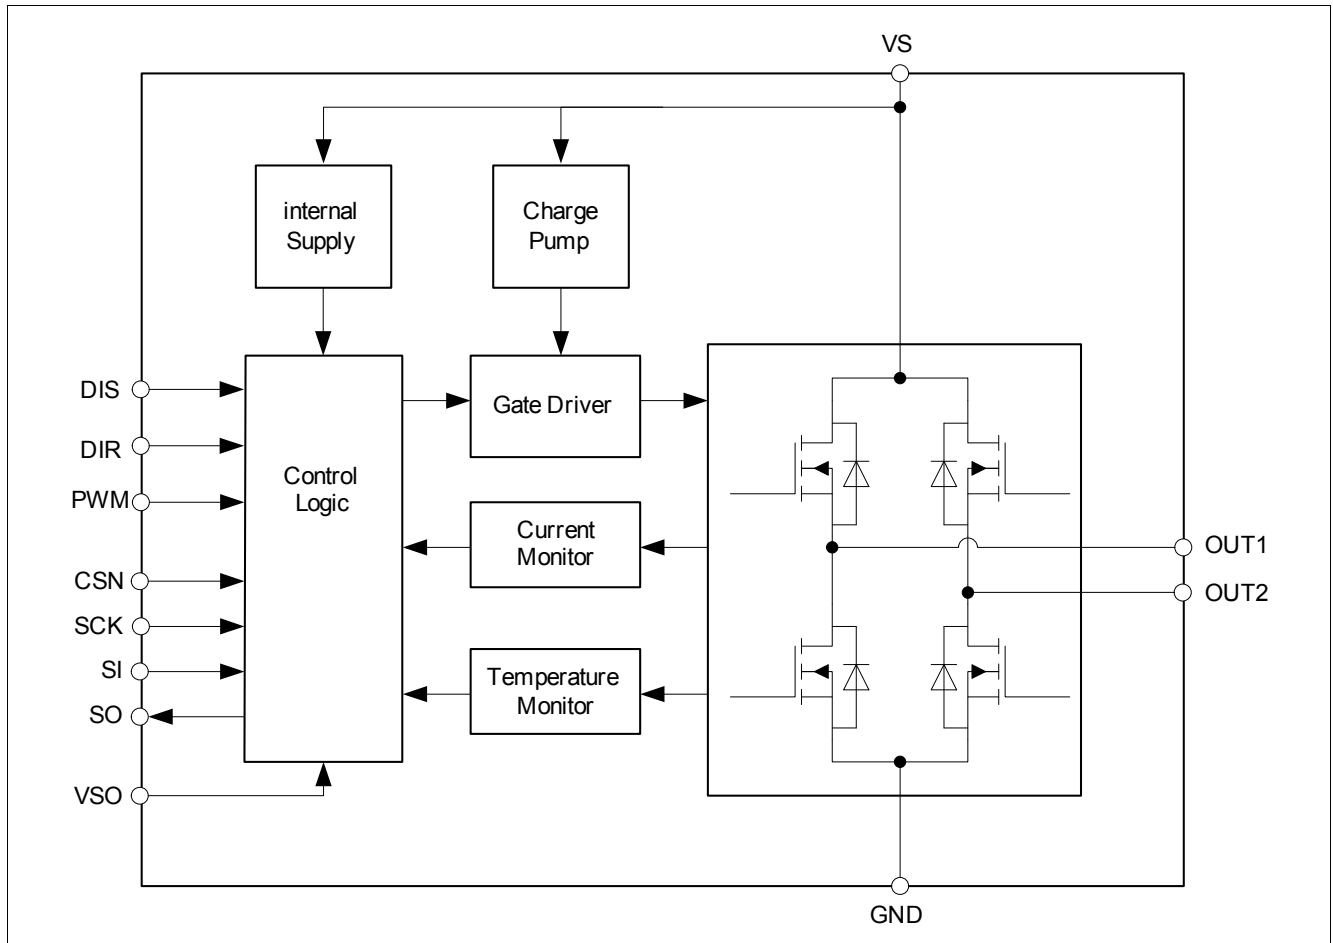 VS
internal
Supply
Charge
Pump
DIS
DIR
PWM
CSN
SCK
SI
SO
VSO
Control
Logic
Gate Driver
Current
Monitor
Temperature
Monitor
OUT1
OUT2
GND